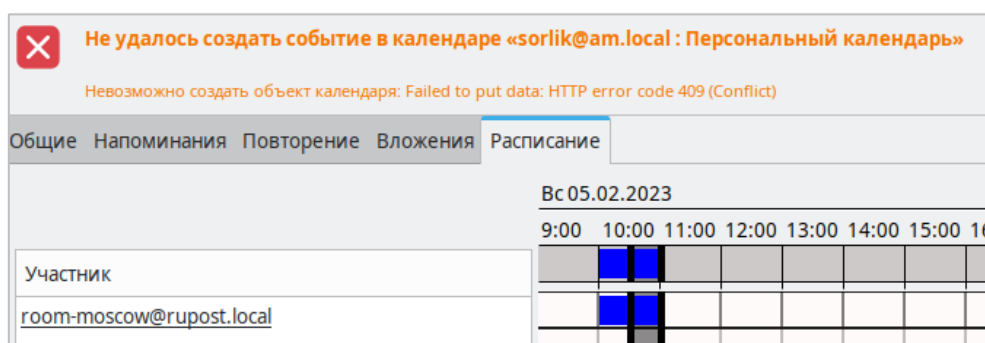 Не удалось создать событие в календаре «sorlik@am.local : Персональный календарь»
Невозможно создать объект календаря: Failed to put data: HTTP error code 409 (Conflict)
Общие Напоминания Повторение Вложения Расписание
Вс 05.02.2023
9:00 10:00 11:00 12:00 13:00 14:00 15:00
Участник
room-moscow@rupost.local